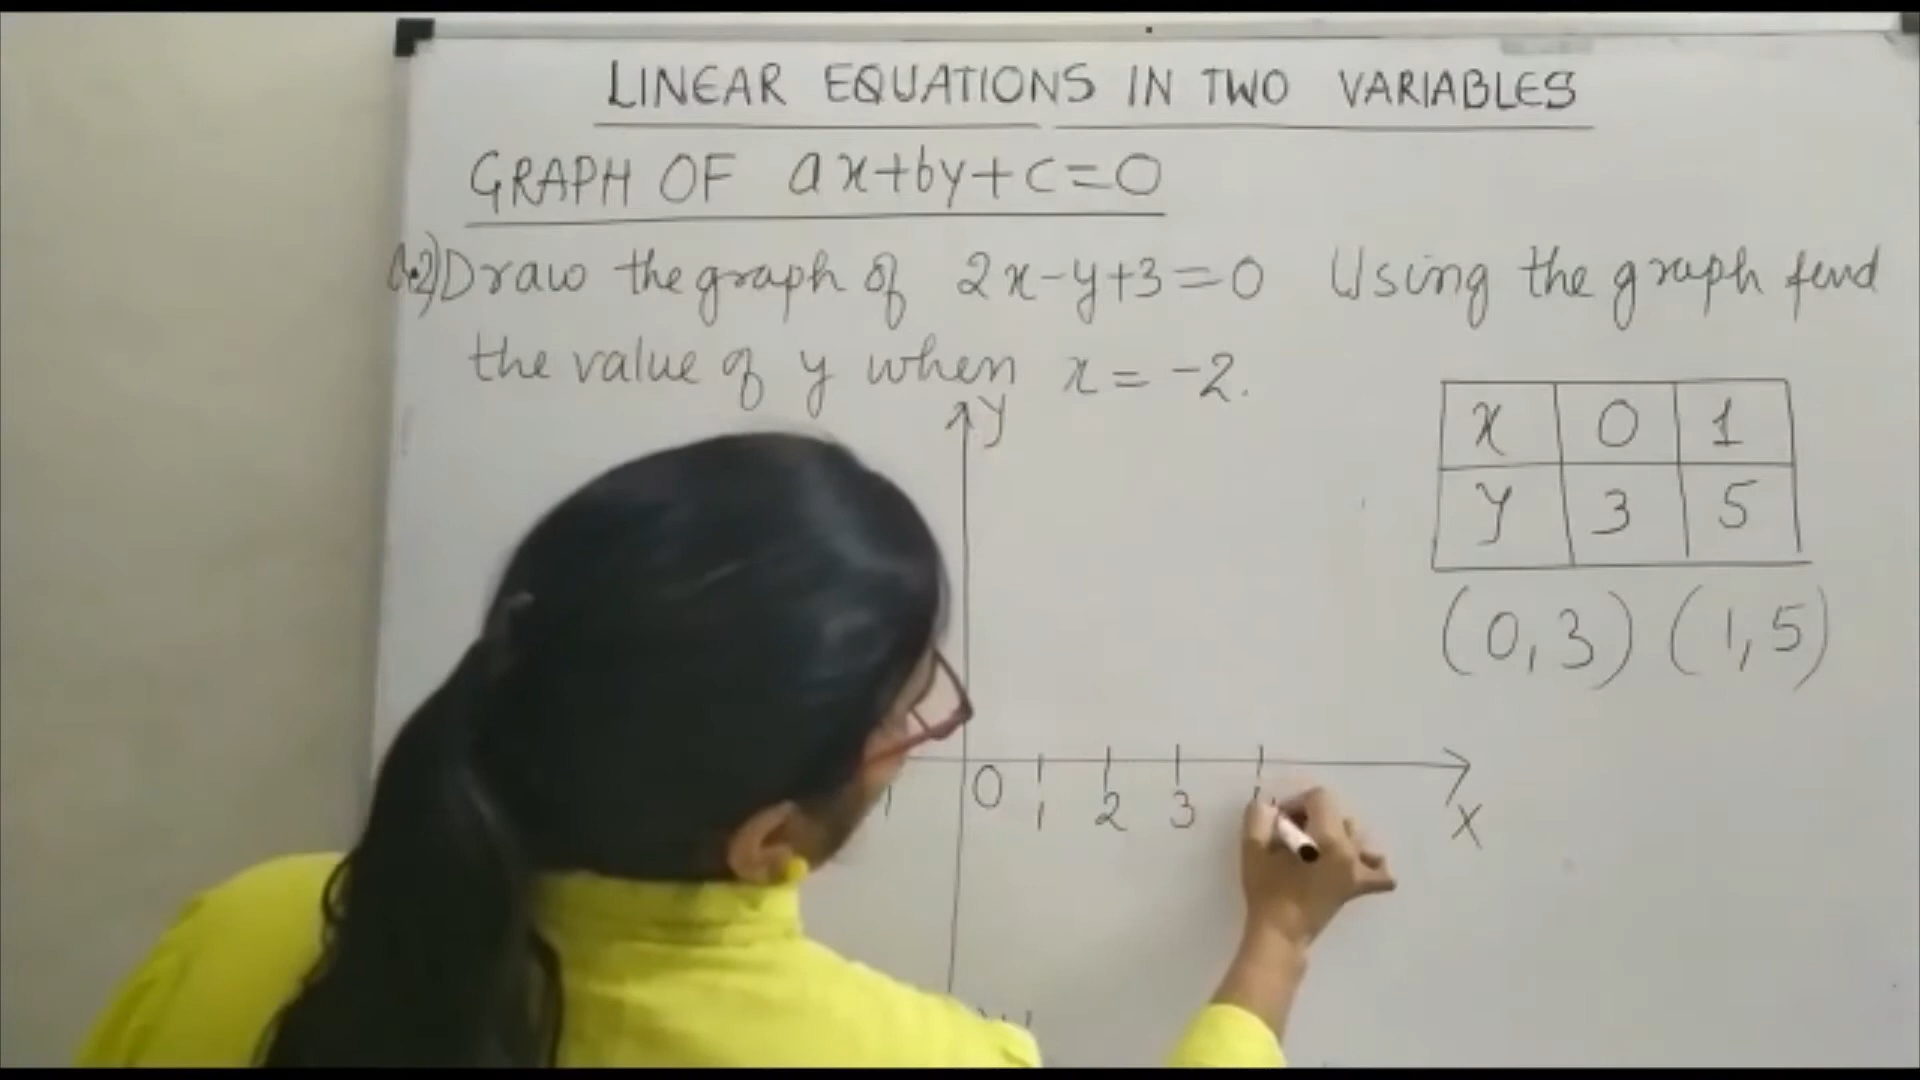 LINEAR EQUATIONS IN TWO VARIABLES
GRAPH OF ax+by+c=0
Q.2) Draw the graph of 2x-y+3=0 Using the graph find
the value of y when x = -2.
Y
x 0 1
y 3 5
(0,3) (1,5)
0 1 2 3
X